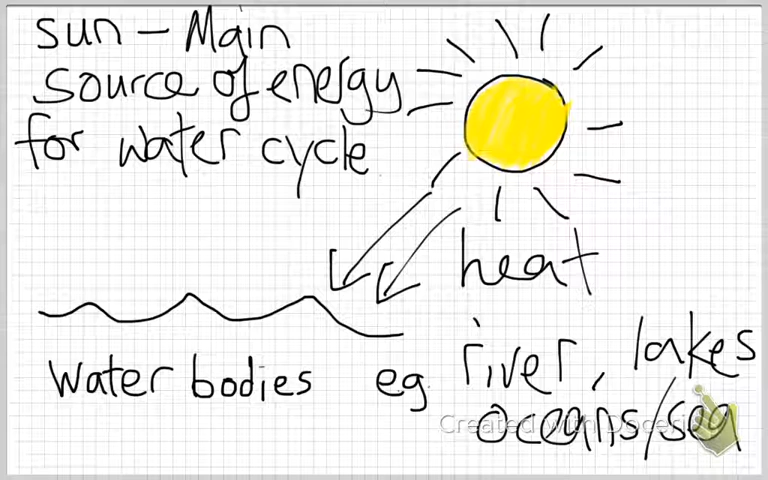 sun – Main
source of energy
for water cycle
heat
water bodies eg. river, lakes
oceans/sea
Created with Doceri